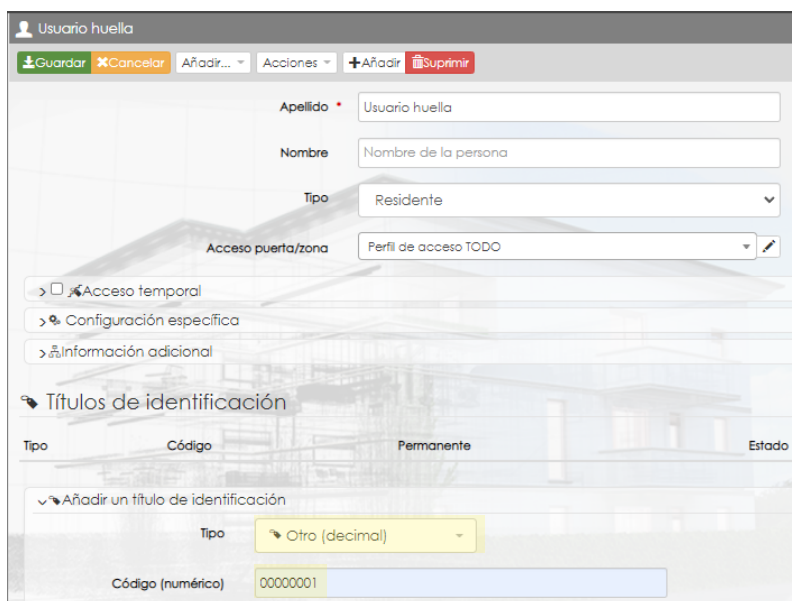 Usuario huella
Guardar Cancelar Añadir... Acciones Añadir Suprimir
Apellido * Usuario huella
Nombre Nombre de la persona
Tipo Residente
Acceso puerta/zona Perfil de acceso TODO
Acceso temporal
Configuración específica
Información adicional
Títulos de identificación
Tipo Código Permanente Estado
Añadir un título de identificación
Tipo Otro (decimal)
Código (numérico) 00000001